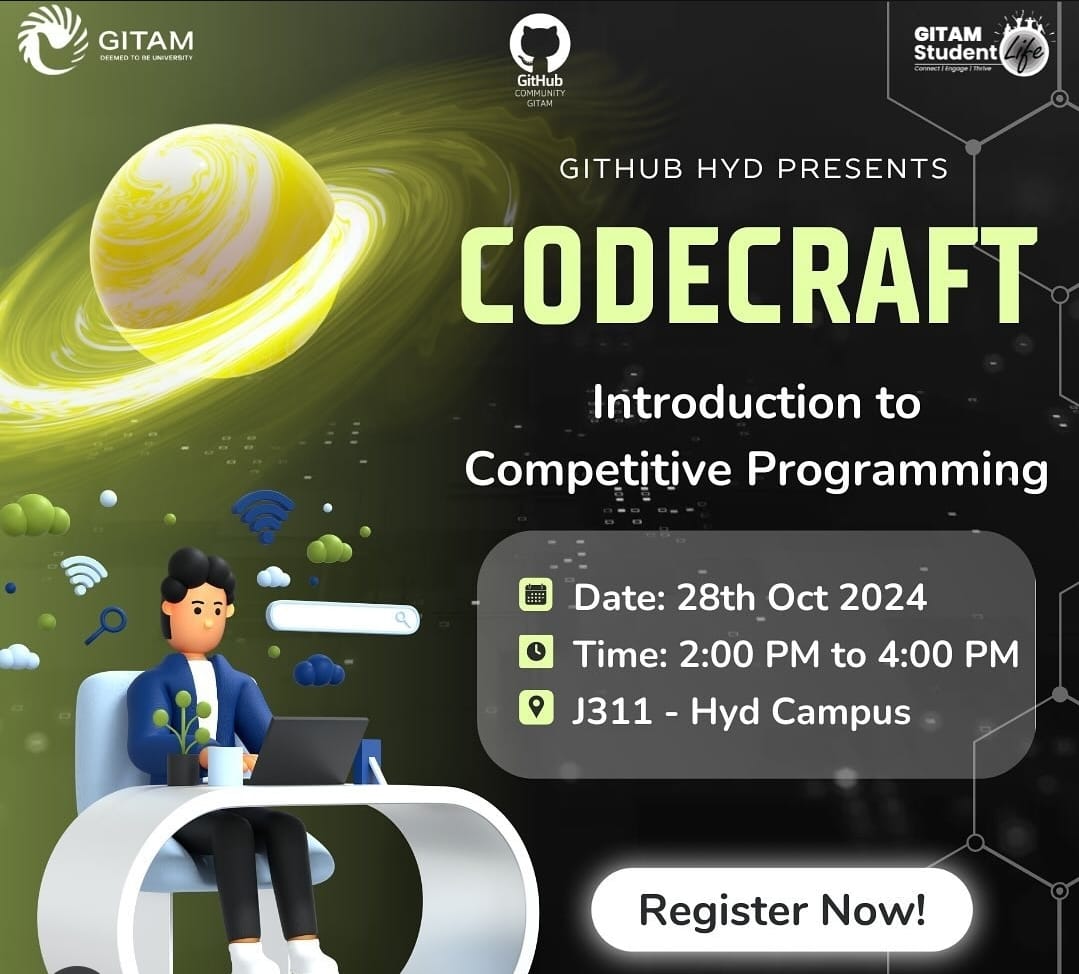 GITAM
DEEMED TO BE UNIVERSITY
GitHub
COMMUNITY
GITAM
GITAM
Student Life
Connect | Engage | Thrive
GITHUB HYD PRESENTS
CODECRAFT
Introduction to
Competitive Programming
Date: 28th Oct 2024
Time: 2:00 PM to 4:00 PM
J311 - Hyd Campus
Register Now!